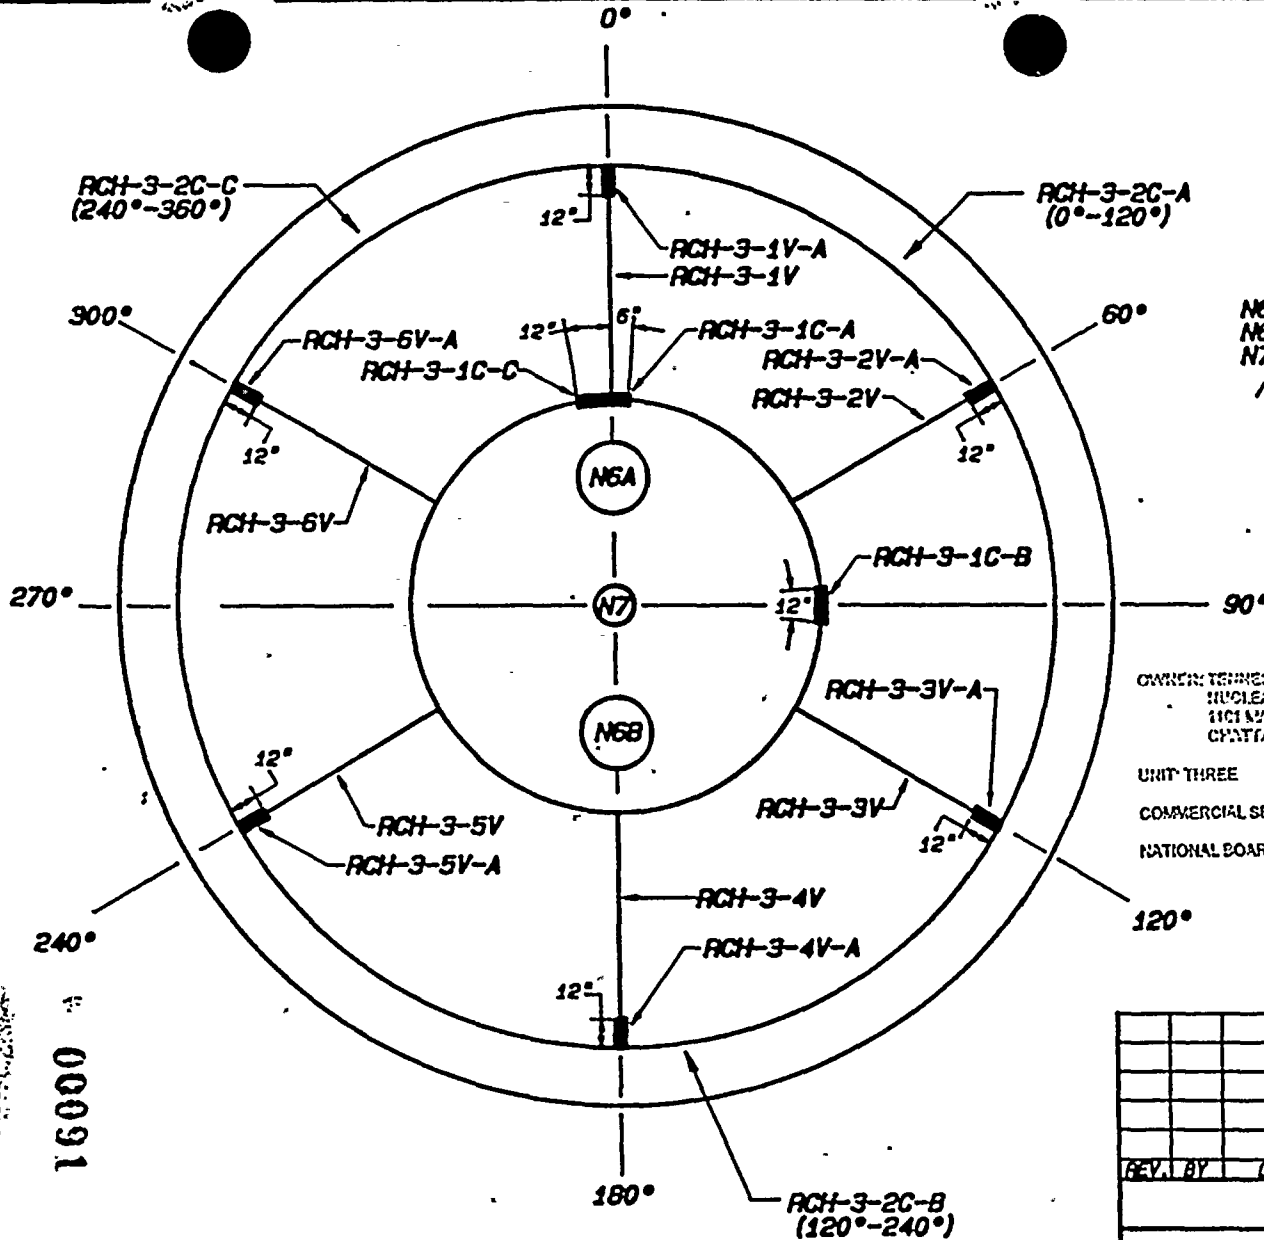 0°
RCH-3-2C-C
(240°-360°)
RCH-3-2C-A
(0°-120°)
12"
RCH-3-1V-A
RCH-3-1V
300°
60°
12"
6"
RCH-3-6V-A
RCH-3-1C-A
RCH-3-1C-C
RCH-3-2V-A
RCH-3-2V
12"
12"
N6A
RCH-3-6V
RCH-3-1C-B
270°
N7
12"
90°
RCH-3-3V-A
N6B
12"
UNIT THREE
RCH-3-5V
RCH-3-3V
RCH-3-5V-A
12"
RCH-3-4V
120°
240°
RCH-3-4V-A
12"
00091
REV. BY
180°
RCH-3-2C-B
(120°-240°)